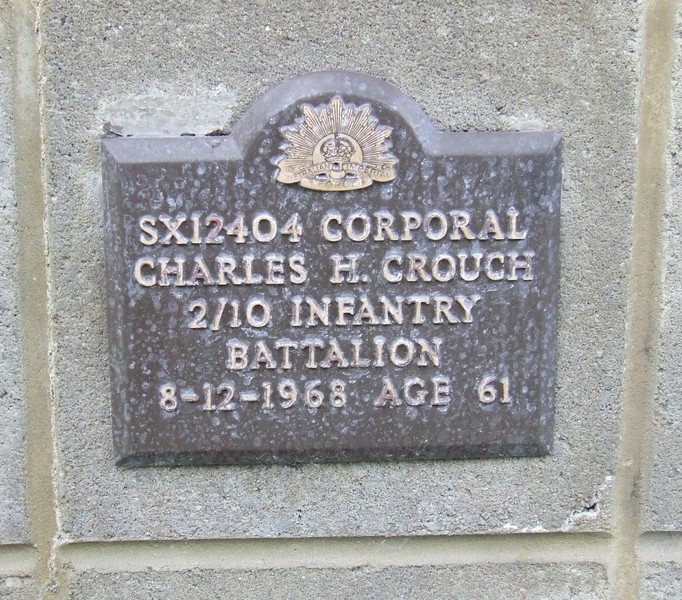 SX12404 CORPORAL
CHARLES H. CROUCH
2/10 INFANTRY
BATTALION
8-12-1968 AGE 61